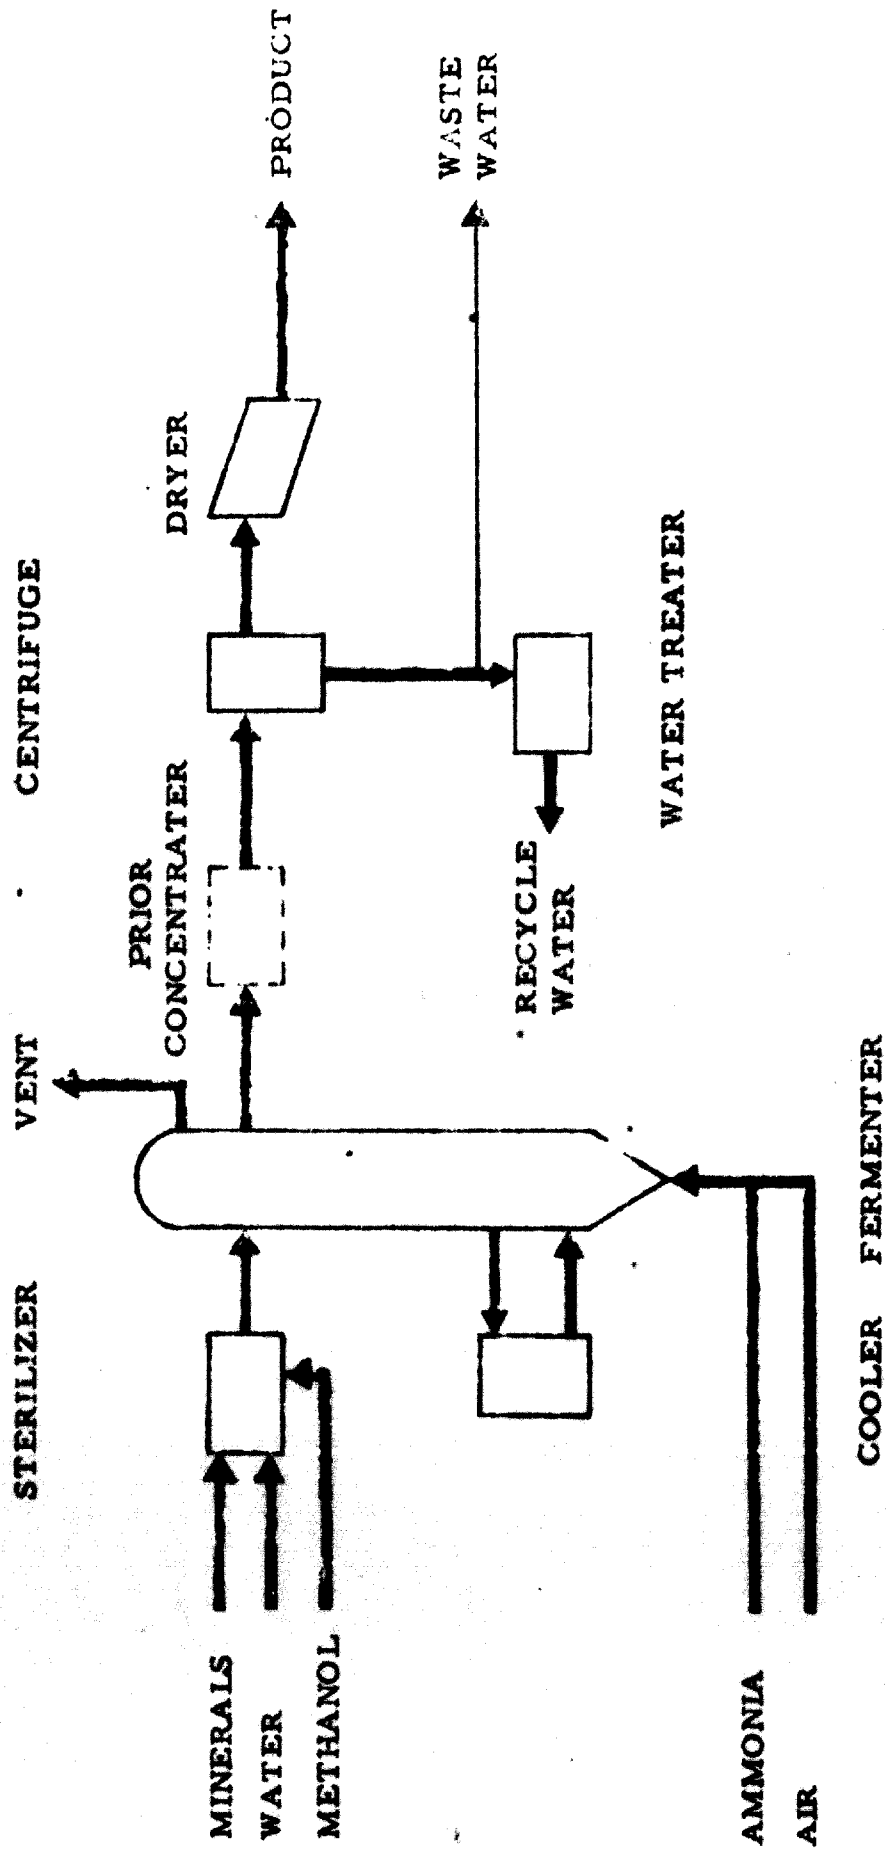 STERILIZER
VENT
CENTRIFUGE
PRIOR
CONCENTRATER
DRYER
MINERALS
WATER
METHANOL
PRODUCT
WASTE
WATER
RECYCLE
WATER
WATER TREATER
AMMONIA
AIR
COOLER
FERMENTER